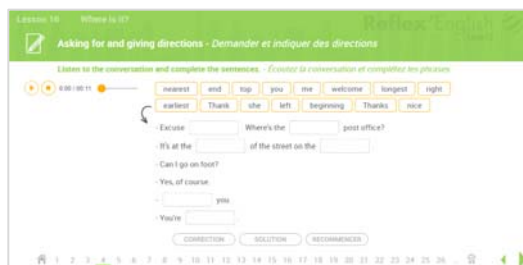 Lesson 10 Where is it?
Reflex'English
Asking for and giving directions - Demander et indiquer des directions
Listen to the conversation and complete the sentences. - Écoutez la conversation et complétez les phrases.
0:00 / 00:11
nearest end top you me welcome longest right
earliest Thank she left beginning Thanks nice
- Excuse Where's the post office?
- It's at the of the street on the
- Can I go on foot?
- Yes, of course.
- you
- You're
CORRECTION SOLUTION RECOMMENCER
1 2 3 4 5 6 7 8 9 10 11 12 13 14 15 16 17 18 19 20 21 22 23 24 25 26